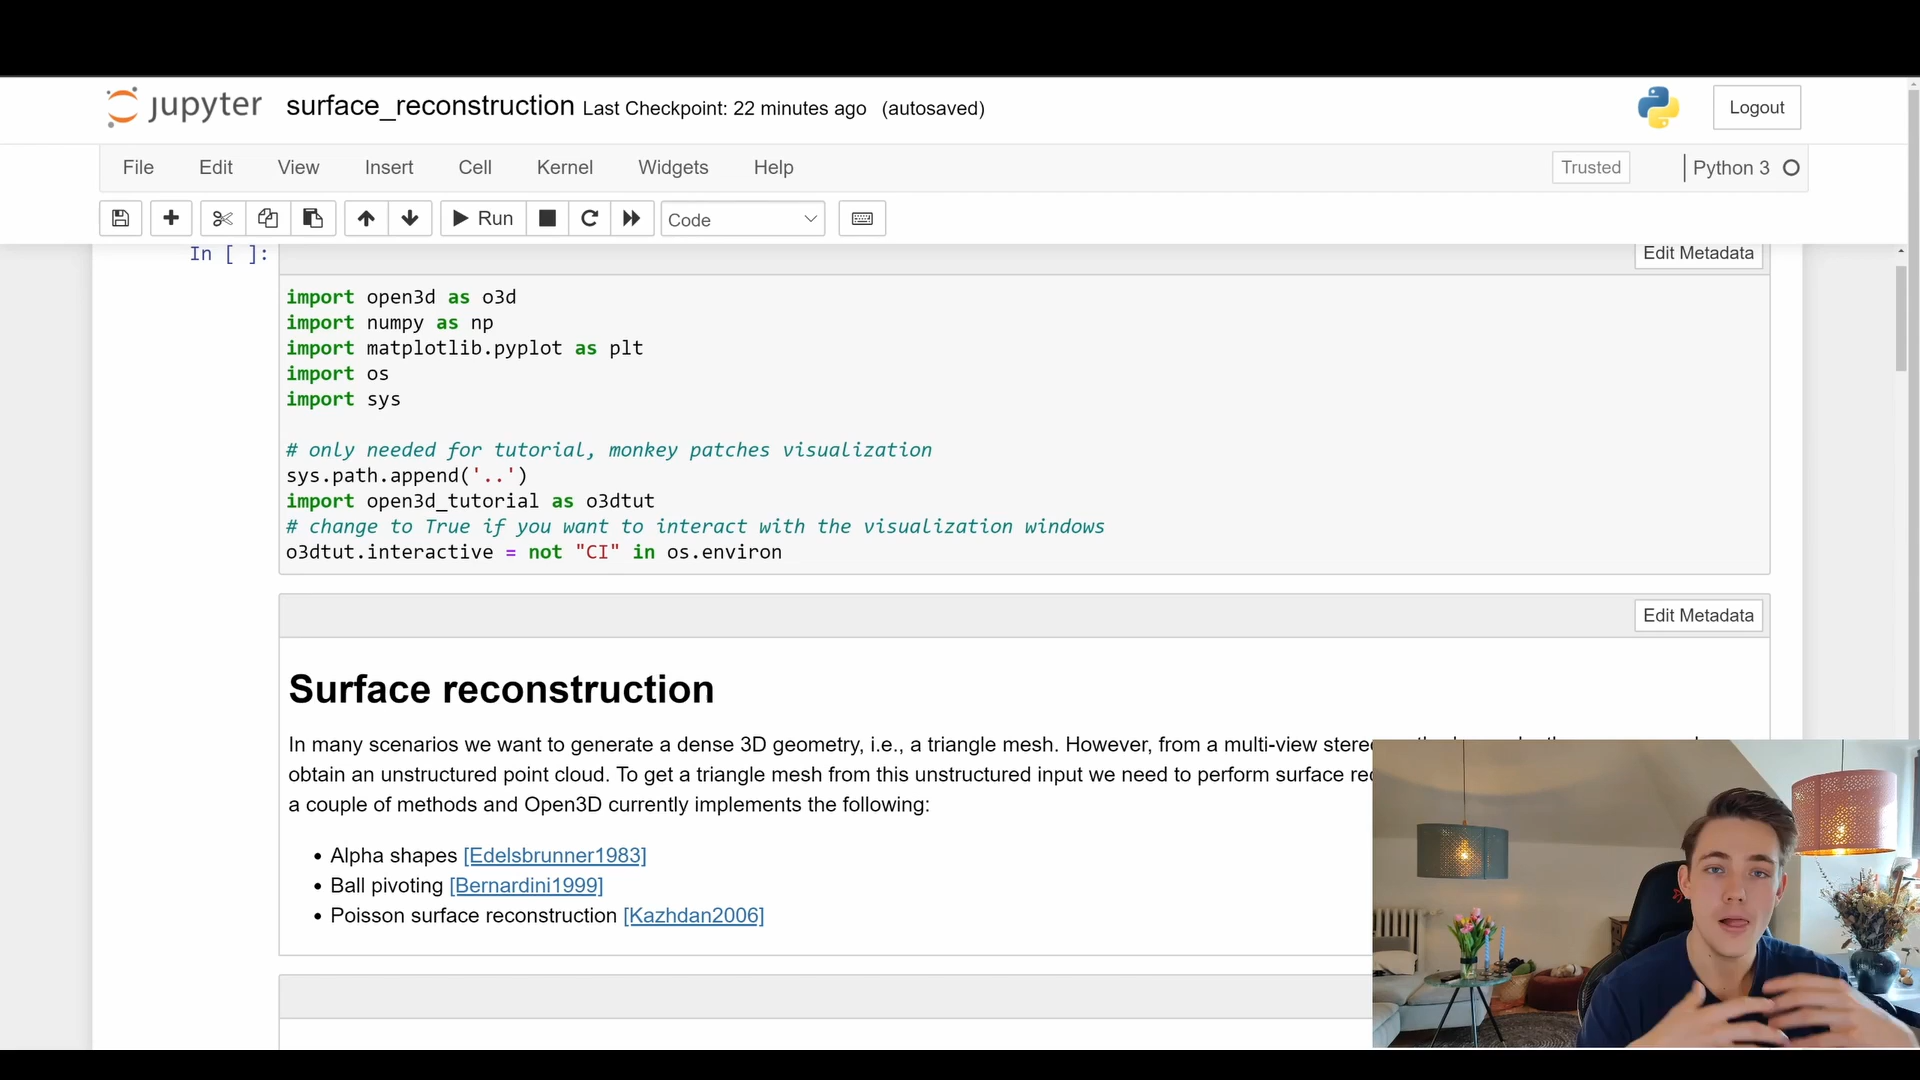 jupyter surface_reconstruction Last Checkpoint: 22 minutes ago (autosaved) Logout
File Edit View Insert Cell Kernel Widgets Help Trusted Python 3
Run Code
In [ ]: Edit Metadata
import open3d as o3d
import numpy as np
import matplotlib.pyplot as plt
import os
import sys
# only needed for tutorial, monkey patches visualization
sys.path.append('..')
import open3d_tutorial as o3dtut
# change to True if you want to interact with the visualization windows
o3dtut.interactive = not "CI" in os.environ
Edit Metadata
Surface reconstruction
In many scenarios we want to generate a dense 3D geometry, i.e., a triangle mesh. However, from a multi-view
obtain an unstructured point cloud. To get a triangle mesh from this unstructured input we need to perform surface
a couple of methods and Open3D currently implements the following:
• Alpha shapes [Edelsbrunner1983]
• Ball pivoting [Bernardini1999]
• Poisson surface reconstruction [Kazhdan2006]